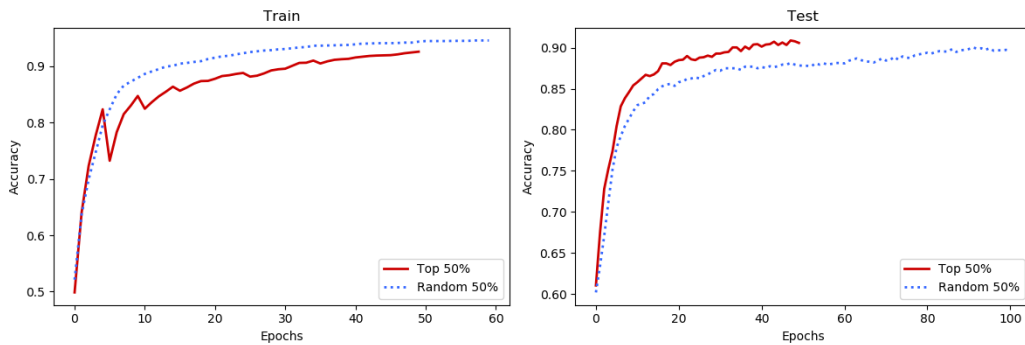 Train
Accuracy
0.9
0.8
0.7
0.6
0.5
0 10 20 30 40 50 60
Epochs
Top 50%
Random 50%
Test
Accuracy
0.90
0.85
0.80
0.75
0.70
0.65
0.60
0 20 40 60 80 100
Epochs
Top 50%
Random 50%